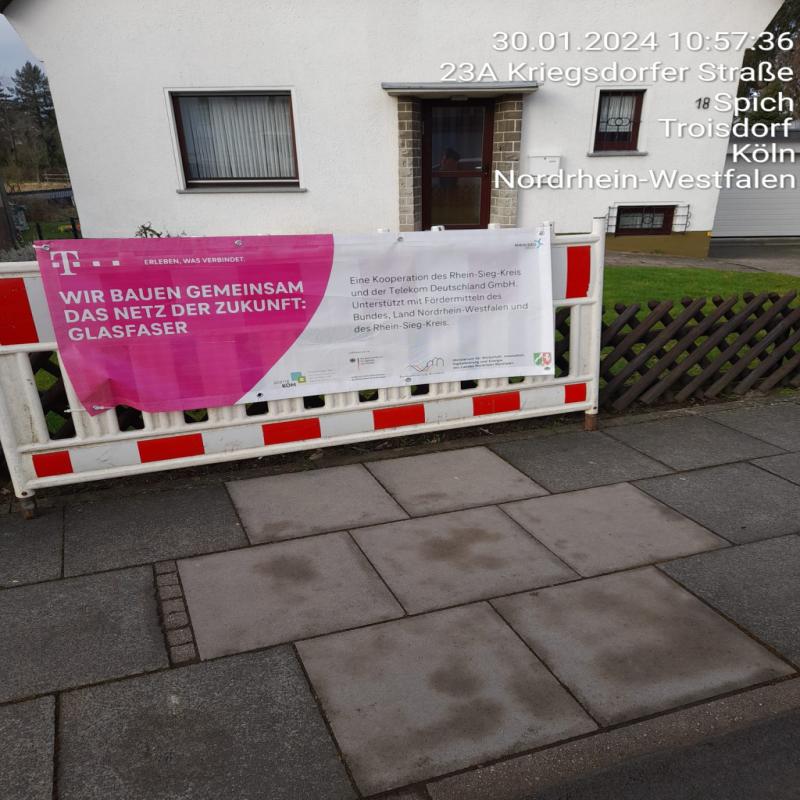 30.01.2024 10:57:36
23A Kriegsdorfer Straße
18 Spich
Troisdorf
Köln
Nordrhein-Westfalen
T
ERLEBEN, WAS VERBINDET.
WIR BAUEN GEMEINSAM
DAS NETZ DER ZUKUNFT:
GLASFASER
Eine Kooperation des Rhein-Sieg-Kreis
und der Telekom Deutschland GmbH.
Unterstützt mit Fördermitteln des
Bundes, Land Nordrhein-Westfalen und
des Rhein-Sieg-Kreis.